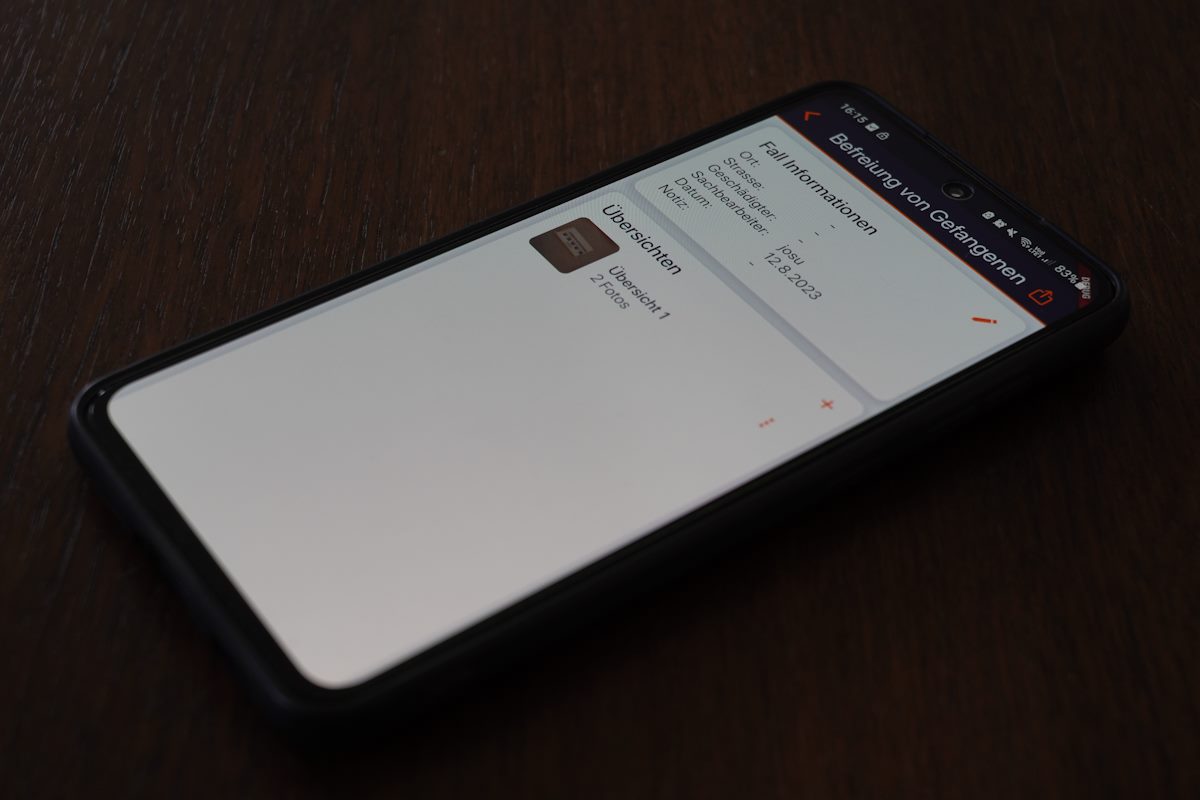 16:15 83%
DEBUG
Befreiung von Gefangenen
Fall Informationen
Ort: -
Strasse: -
Geschädigter: -
Sachbearbeiter: josu
Datum: 12.8.2023
Notiz: -
Übersichten
Übersicht 1
2 Fotos